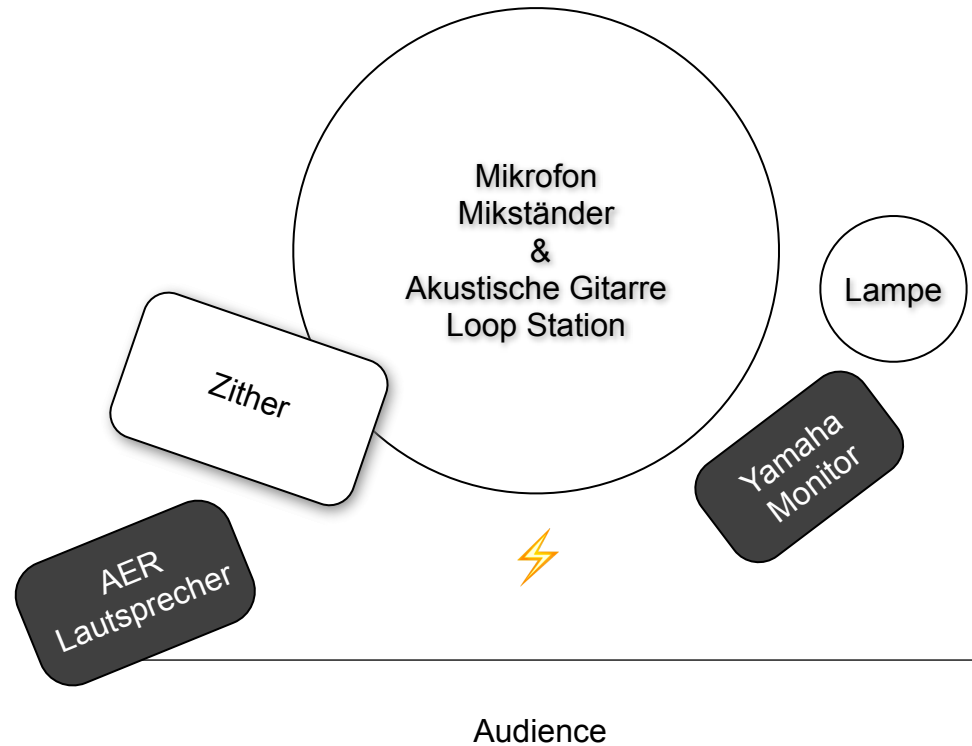 Mikrofon
Mikständer
&
Akustische Gitarre
Loop Station
Lampe
Zither
Yamaha
Monitor
AER
Lautsprecher
Audience